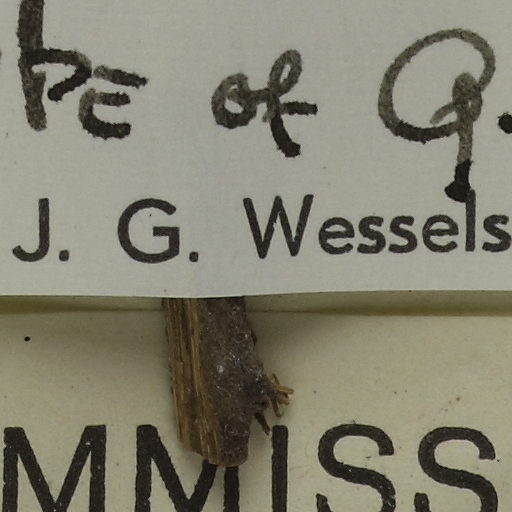 of G.
J. G. Wessels
MMISS